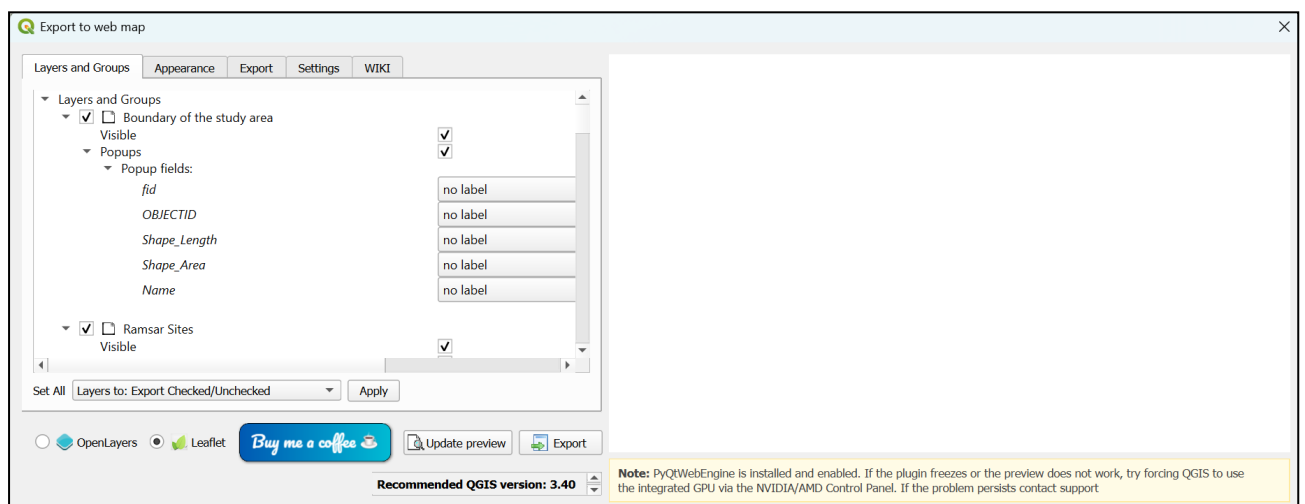 Export to web map
Layers and Groups Appearance Export Settings WIKI
Layers and Groups
Boundary of the study area
Visible
Popups
Popup fields:
fid no label
OBJECTID no label
Shape_Length no label
Shape_Area no label
Name no label
Ramsar Sites
Visible
Set All Layers to: Export Checked/Unchecked Apply
OpenLayers Leaflet Buy me a coffee Update preview Export
Recommended QGIS version: 3.40
Note: PyQtWebEngine is installed and enabled. If the plugin freezes or the preview does not work, try forcing QGIS to use
the integrated GPU via the NVIDIA/AMD Control Panel. If the problem persists contact support